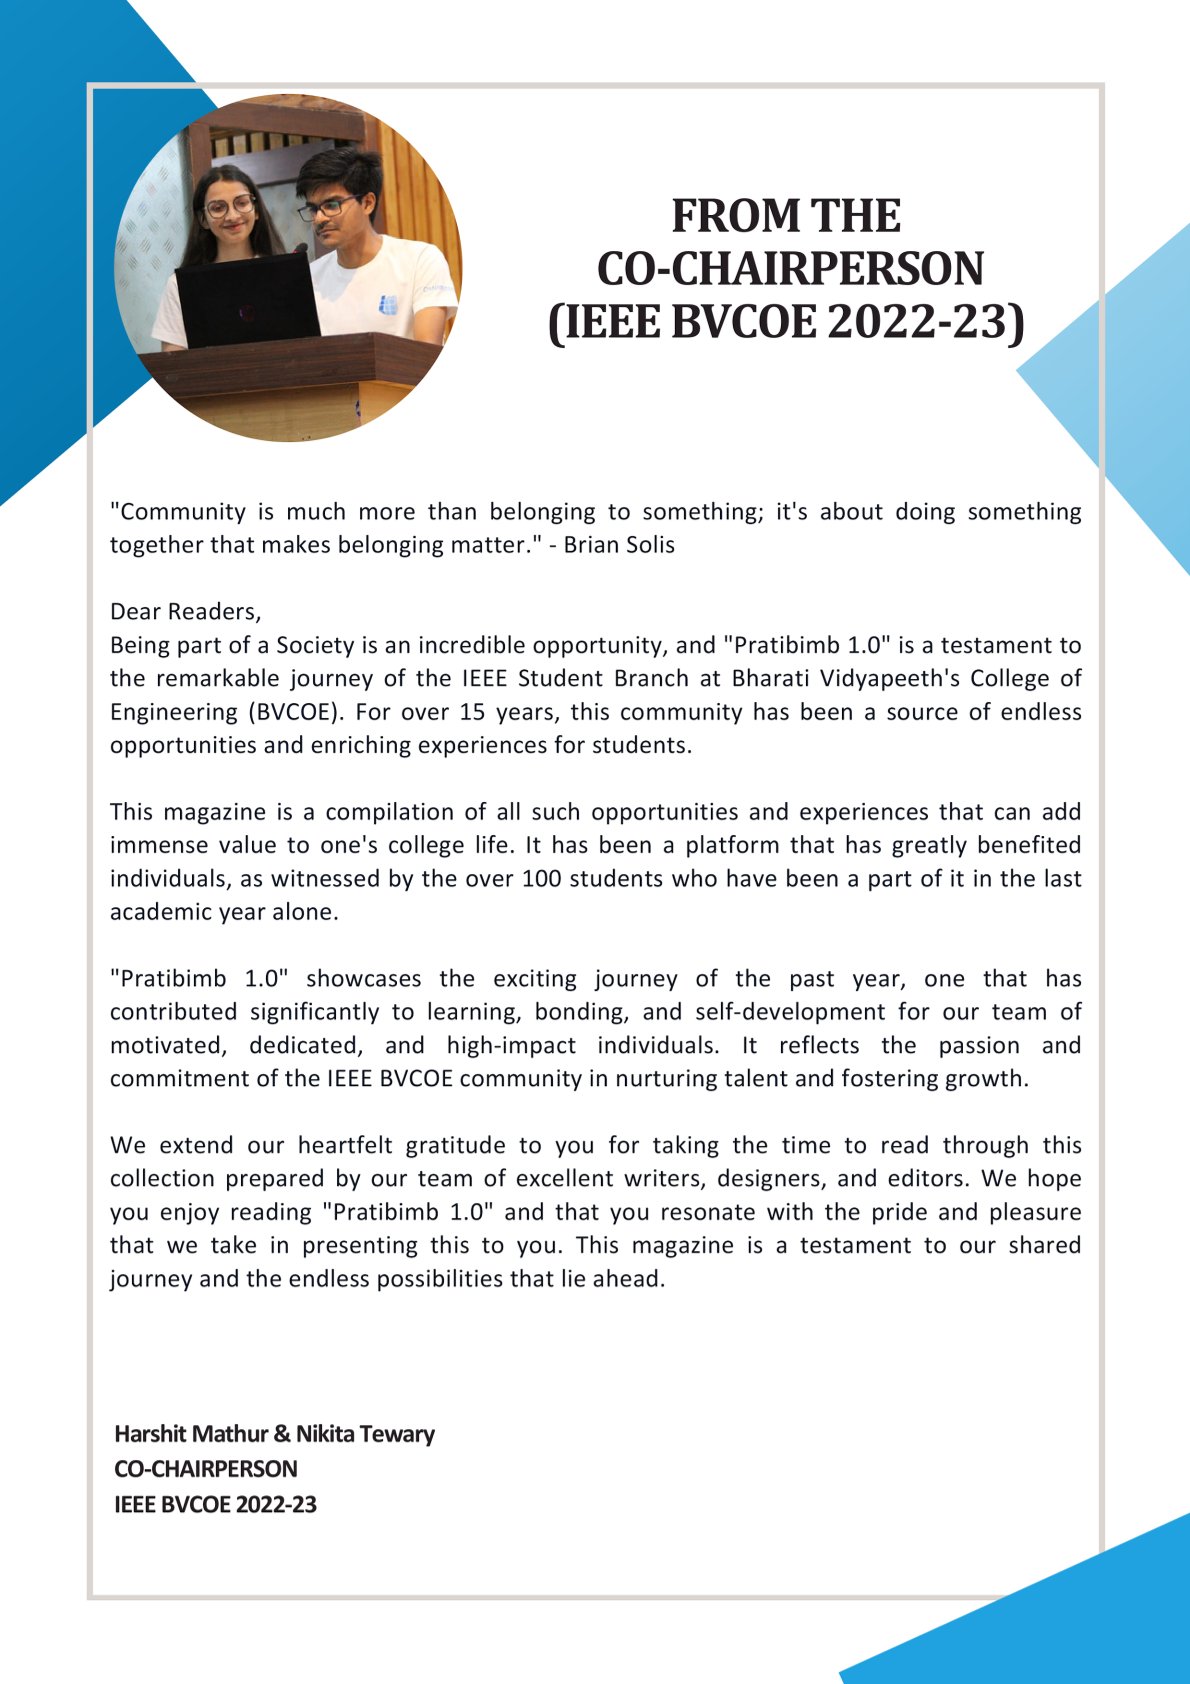 FROM THE
CO-CHAIRPERSON
(IEEE BVCOE 2022-23)
"Community is much more than belonging to something; it's about doing something
together that makes belonging matter." - Brian Solis
Dear Readers,
Being part of a Society is an incredible opportunity, and "Pratibimb 1.0" is a testament to
the remarkable journey of the IEEE Student Branch at Bharati Vidyapeeth's College of
Engineering (BVCOE). For over 15 years, this community has been a source of endless
opportunities and enriching experiences for students.
This magazine is a compilation of all such opportunities and experiences that can add
immense value to one's college life. It has been a platform that has greatly benefited
individuals, as witnessed by the over 100 students who have been a part of it in the last
academic year alone.
"Pratibimb 1.0" showcases the exciting journey of the past year, one that has
contributed significantly to learning, bonding, and self-development for our team of
motivated, dedicated, and high-impact individuals. It reflects the passion and
commitment of the IEEE BVCOE community in nurturing talent and fostering growth.
We extend our heartfelt gratitude to you for taking the time to read through this
collection prepared by our team of excellent writers, designers, and editors. We hope
you enjoy reading "Pratibimb 1.0" and that you resonate with the pride and pleasure
that we take in presenting this to you. This magazine is a testament to our shared
journey and the endless possibilities that lie ahead.
Harshit Mathur & Nikita Tewary
CO-CHAIRPERSON
IEEE BVCOE 2022-23